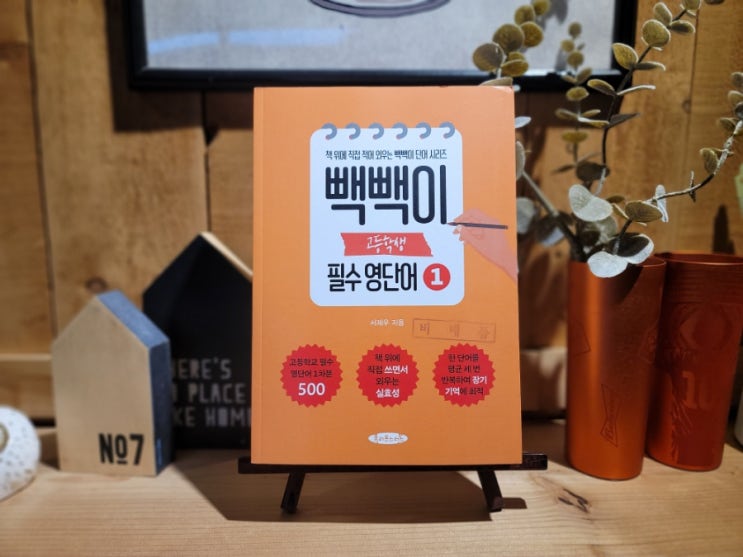 책 위에 직접 적어 외우는 빽빽이 단어 시리즈
빽빽이
고등학생
필수 영단어 1
서재우 지음
비매품
고등학교 필수
영단어 1차분
500
책 위에
직접 쓰면서
외우는
실효성
한 단어를
평균 세 번
반복하여 장기
기억에 최적
NO7
HERE'S
PLACE
KE HOME